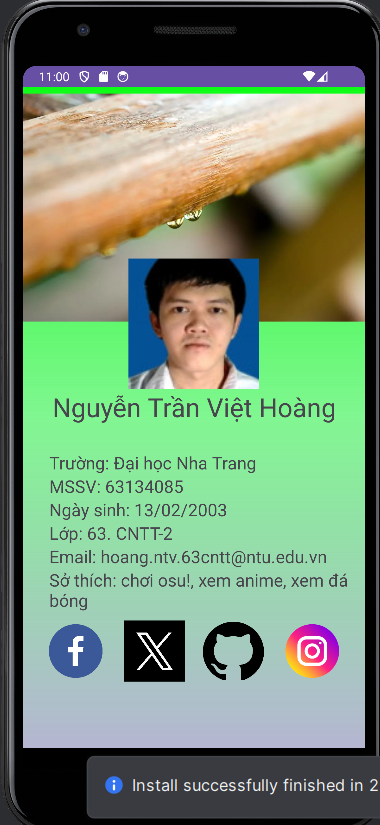 11:00
Nguyễn Trần Việt Hoàng
Trường: Đại học Nha Trang
MSSV: 63134085
Ngày sinh: 13/02/2003
Lớp: 63. CNTT-2
Email: hoang.ntv.63cntt@ntu.edu.vn
Sở thích: chơi osu!, xem anime, xem đá
bóng
Install successfully finished in 2